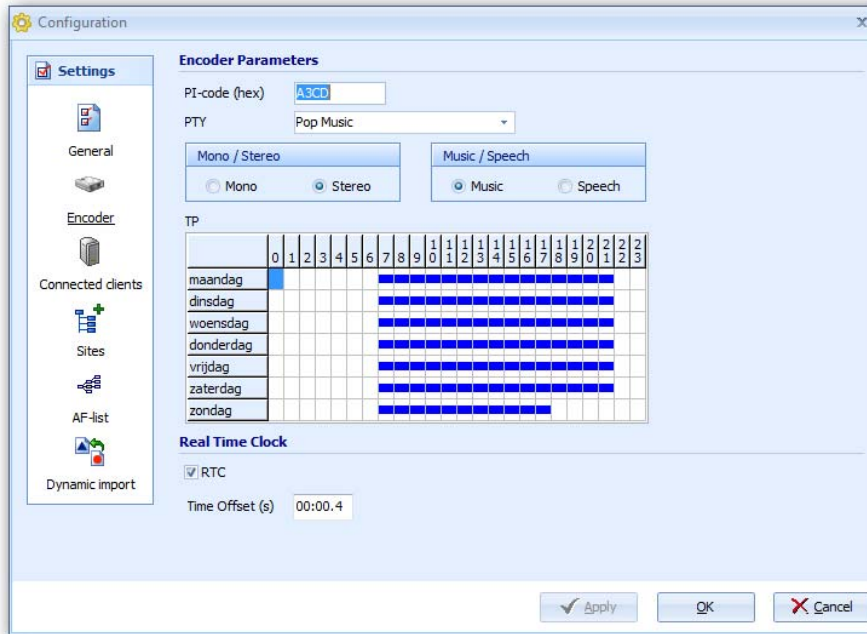 Configuration
Settings
General
Encoder
Connected clients
Sites
AF-list
Dynamic import
Encoder Parameters
PI-code (hex) A3CD
PTY Pop Music
Mono / Stereo
Mono Stereo
Music / Speech
Music Speech
TP
0 1 2 3 4 5 6 7 8 9 10 11 12 13 14 15 16 17 18 19 20 21 22 23
maandag
dinsdag
woensdag
donderdag
vrijdag
zaterdag
zondag
Real Time Clock
RTC
Time Offset (s) 00:00.4
Apply OK Cancel